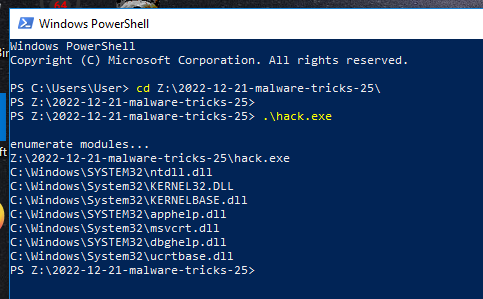 Windows PowerShell
Windows PowerShell
Copyright (C) Microsoft Corporation. All rights reserved.
PS C:\Users\User> cd Z:\2022-12-21-malware-tricks-25\
PS Z:\2022-12-21-malware-tricks-25>
PS Z:\2022-12-21-malware-tricks-25> .\hack.exe
enumerate modules...
Z:\2022-12-21-malware-tricks-25\hack.exe
C:\Windows\SYSTEM32\ntdll.dll
C:\Windows\SYSTEM32\KERNEL32.DLL
C:\Windows\SYSTEM32\KERNELBASE.dll
C:\Windows\SYSTEM32\apphelp.dll
C:\Windows\SYSTEM32\msvcrt.dll
C:\Windows\SYSTEM32\dbghelp.dll
C:\Windows\SYSTEM32\ucrtbase.dll
PS Z:\2022-12-21-malware-tricks-25>